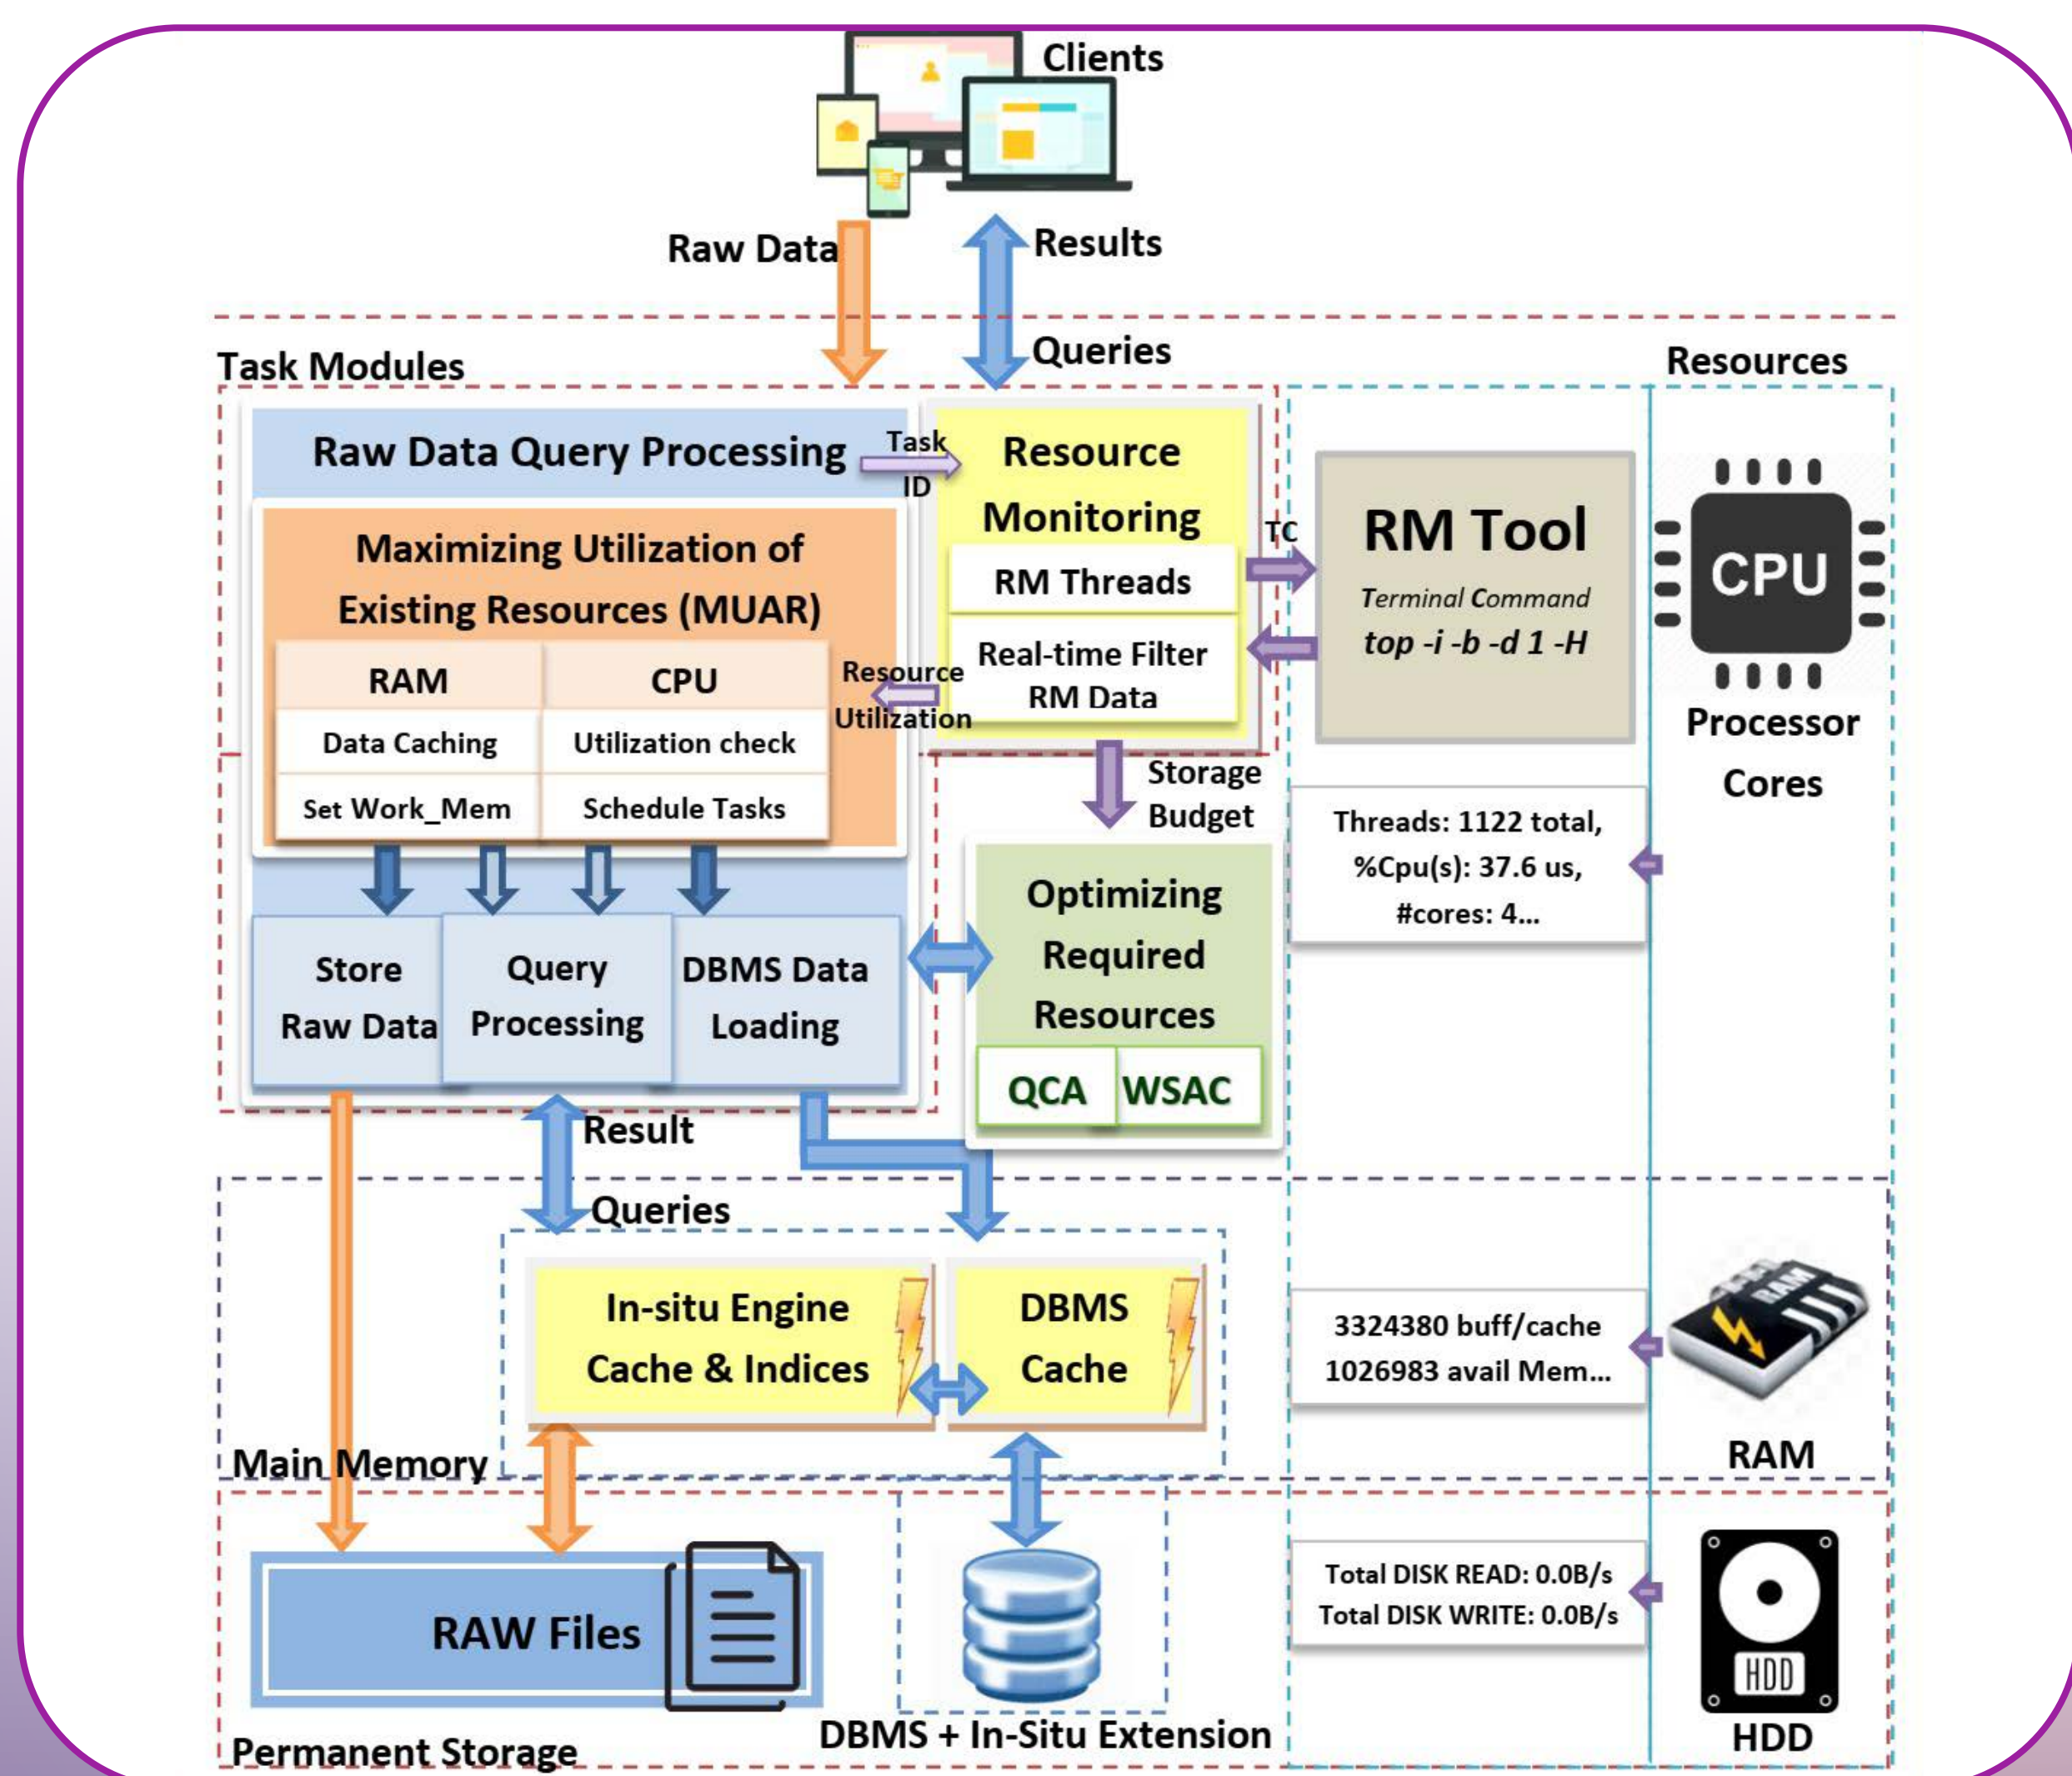 Clients
Raw Data
Results
Queries
Task Modules
Resources
Raw Data Query Processing
Task
ID
Resource
Monitoring
RM Threads
Real-time Filter
RM Data
TC
RM Tool
Terminal Command
top -i -b -d 1 -H
CPU
Processor
Cores
Maximizing Utilization of
Existing Resources (MUAR)
RAM
CPU
Data Caching
Utilization check
Set Work_Mem
Schedule Tasks
Resource
Utilization
Storage
Budget
Threads: 1122 total,
%Cpu(s): 37.6 us,
#cores: 4...
Store
Raw Data
Query
Processing
DBMS Data
Loading
Optimizing
Required
Resources
QCA
WSAC
Result
Queries
In-situ Engine
Cache & Indices
DBMS
Cache
3324380 buff/cache
1026983 avail Mem...
RAM
RAM
Main Memory
RAW Files
Total DISK READ: 0.0B/s
Total DISK WRITE: 0.0B/s
HDD
HDD
DBMS + In-Situ Extension
Permanent Storage